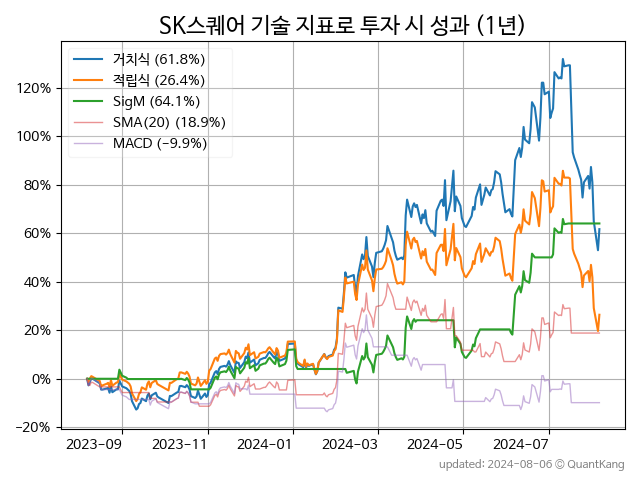 SK스퀘어 기술 지표로 투자 시 성과 (1년)
거치식 (61.8%)
적립식 (26.4%)
SigM (64.1%)
SMA(20) (18.9%)
MACD (−9.9%)
120%
100%
80%
60%
40%
20%
0%
−20%
2023-09 2023-11 2024-01 2024-03 2024-05 2024-07
updated: 2024-08-06 © QuantKang